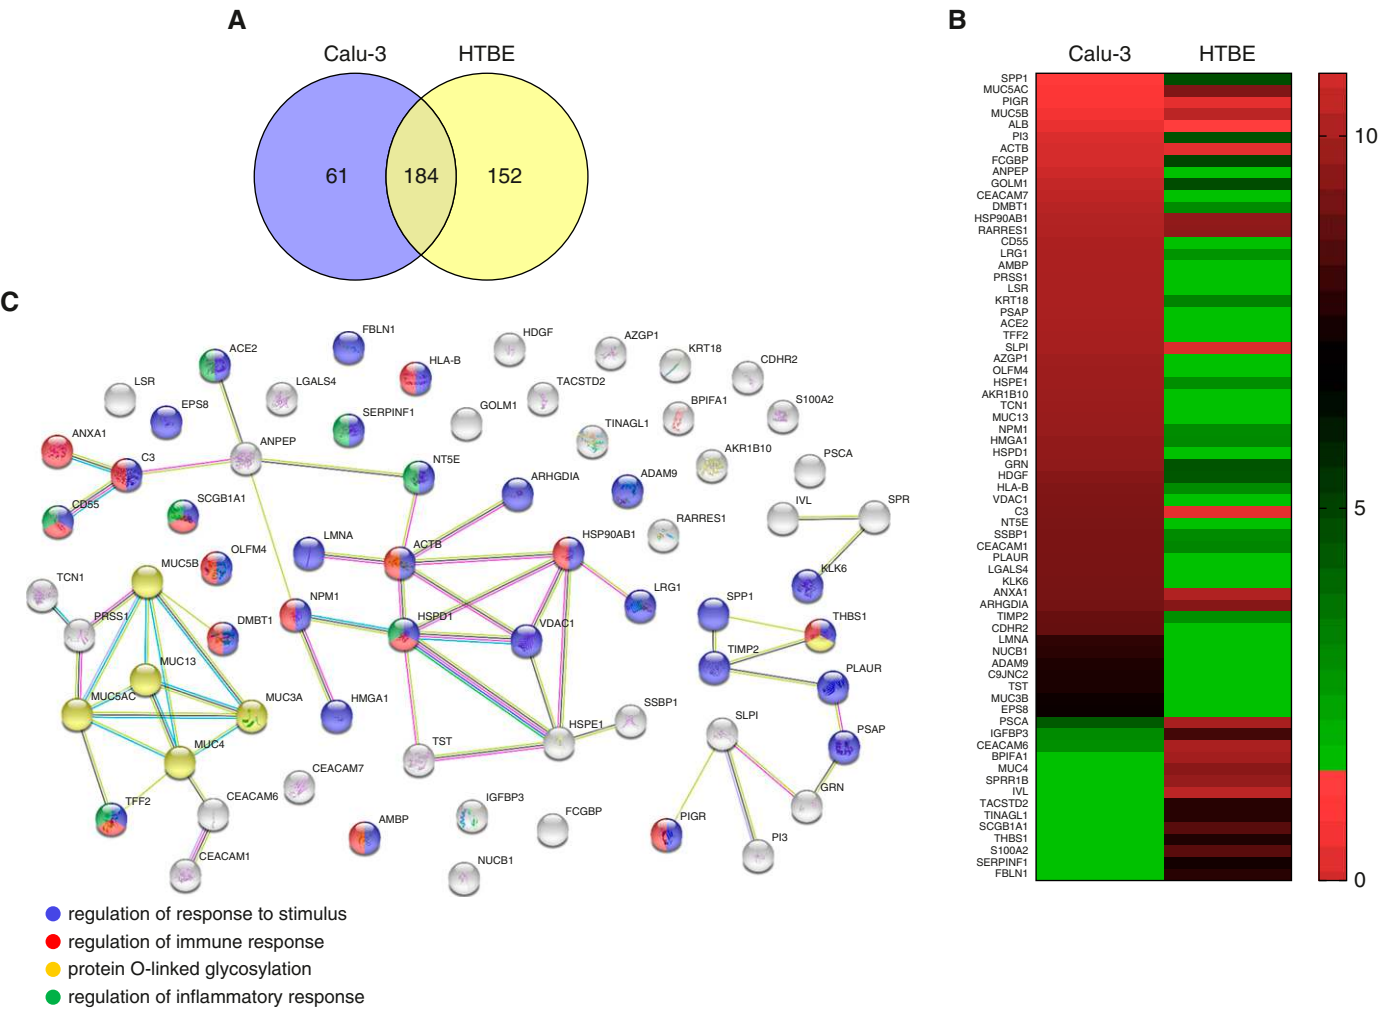 A
Calu-3
HTBE
61
184
152
B
Calu-3
HTBE
SPP1
MUC5AC
PIGR
MUC5B
ALB
PI3
ACTB
FCGBP
ANPEP
GOLM1
CEACAM7
DMBT1
HSP90AB1
RARRES1
CD55
LRG1
AMBP
PRSS1
LSR
KRT18
PSAP
ACE2
TFF2
SLPI
AZGP1
OLFM4
HSPE1
AKR1B10
TCN1
MUC13
NPM1
HMGA1
HSPD1
GRN
HDGF
HLA-B
VDAC1
C3
NT5E
SSBP1
CEACAM1
PLAUR
LGALS4
KLK6
ANXA1
ARHGDIA
TIMP2
CDHR2
LMNA
NUCB1
ADAM9
C9JNC2
TST
MUC3B
EPS8
PSCA
IGFBP3
CEACAM6
BPIFA1
MUC4
SPRR1B
IVL
TACSTD2
TINAGL1
SCGB1A1
THBS1
S100A2
SERPINF1
FBLN1
10
5
0
C
FBLN1
HDGF
AZGP1
ACE2
KRT18
CDHR2
HLA-B
LSR
LGALS4
TACSTD2
EPS8
GOLM1
BPIFA1
S100A2
SERPINF1
TINAGL1
ANXA1
C3
ANPEP
NT5E
AKR1B10
PSCA
ARHGDIA
ADAM9
CD55
SCGB1A1
IVL
SPR
RARRES1
LMNA
ACTB
HSP90AB1
OLFM4
MUC5B
KLK6
TCN1
LRG1
SPP1
NPM1
PRSS1
DMBT1
HSPD1
VDAC1
THBS1
TIMP2
MUC13
PLAUR
MUC5AC
MUC3A
HMGA1
SSBP1
SLPI
HSPE1
PSAP
MUC4
TST
CEACAM7
GRN
TFF2
CEACAM6
IGFBP3
FCGBP
AMBP
PIGR
PI3
CEACAM1
NUCB1
regulation of response to stimulus
regulation of immune response
protein O-linked glycosylation
regulation of inflammatory response